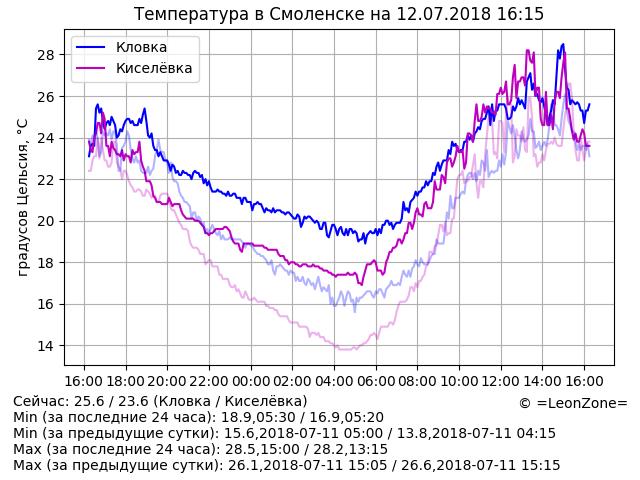 Температура в Смоленске на 12.07.2018 16:15
Кловка
Киселёвка
градусов Цельсия, °C
28
26
24
22
20
18
16
14
16:00 18:00 20:00 22:00 00:00 02:00 04:00 06:00 08:00 10:00 12:00 14:00 16:00
Сейчас: 25.6 / 23.6 (Кловка / Киселёвка)
© =LeonZone=
Min (за последние 24 часа): 18.9,05:30 / 16.9,05:20
Min (за предыдущие сутки): 15.6,2018-07-11 05:00 / 13.8,2018-07-11 04:15
Max (за последние 24 часа): 28.5,15:00 / 28.2,13:15
Max (за предыдущие сутки): 26.1,2018-07-11 15:05 / 26.6,2018-07-11 15:15